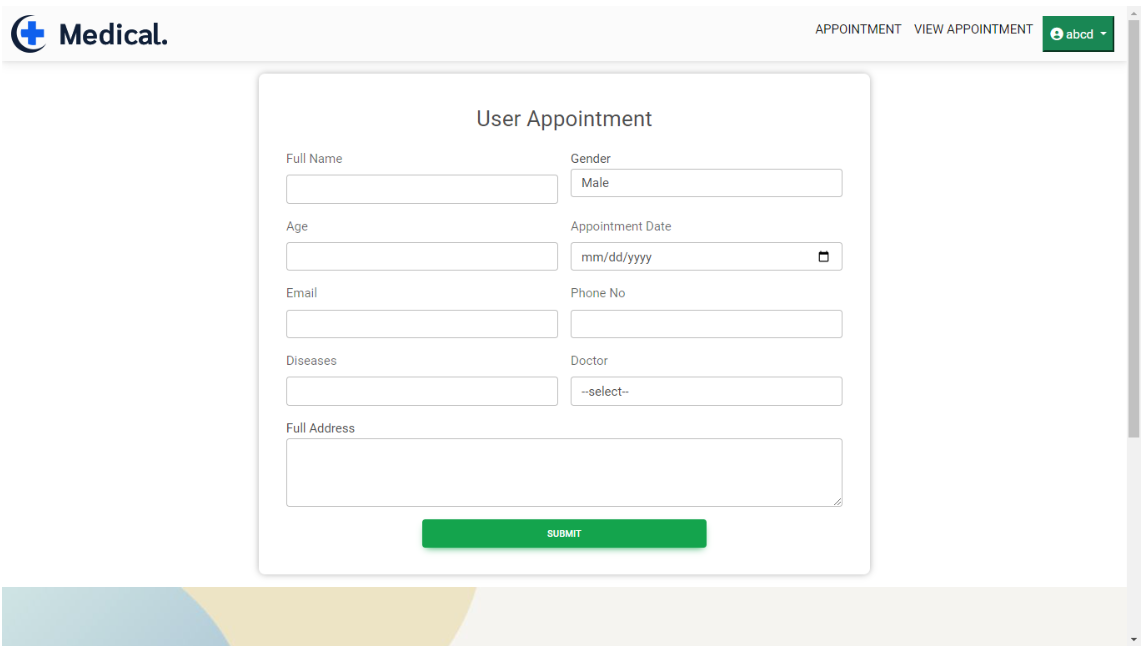 Medical.
APPOINTMENT VIEW APPOINTMENT abcd
User Appointment
Full Name Gender
Male
Age Appointment Date
mm/dd/yyyy
Email Phone No
Diseases Doctor
--select--
Full Address
SUBMIT